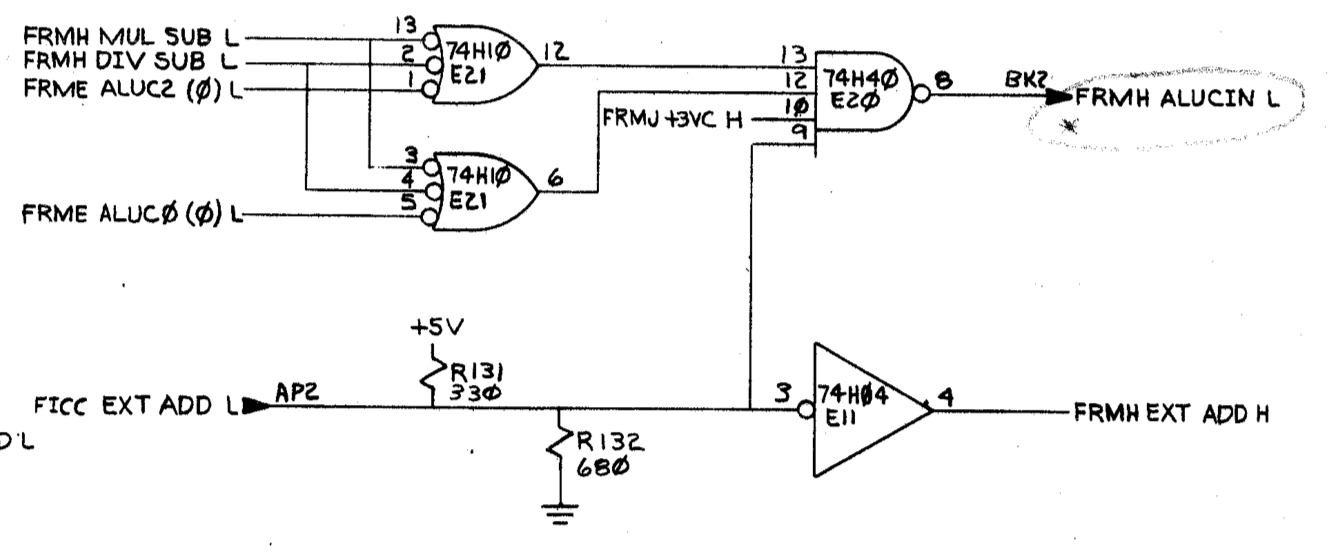 FRMH MUL SUB L
FRMH DIV SUB L
FRME ALUC2 (Ø) L
13
2
1
74H1Ø
E21
12
3
4
5
74H1Ø
E21
6
FRME ALUCØ (Ø) L
FRMJ +3VC H
13
12
1Ø
9
74H4Ø
E2Ø
8
BK2
FRMH ALUCIN L
*
+5V
R131
33Ø
FICC EXT ADD L
AP2
R132
68Ø
3
74HØ4
E11
4
FRMH EXT ADD H
D L